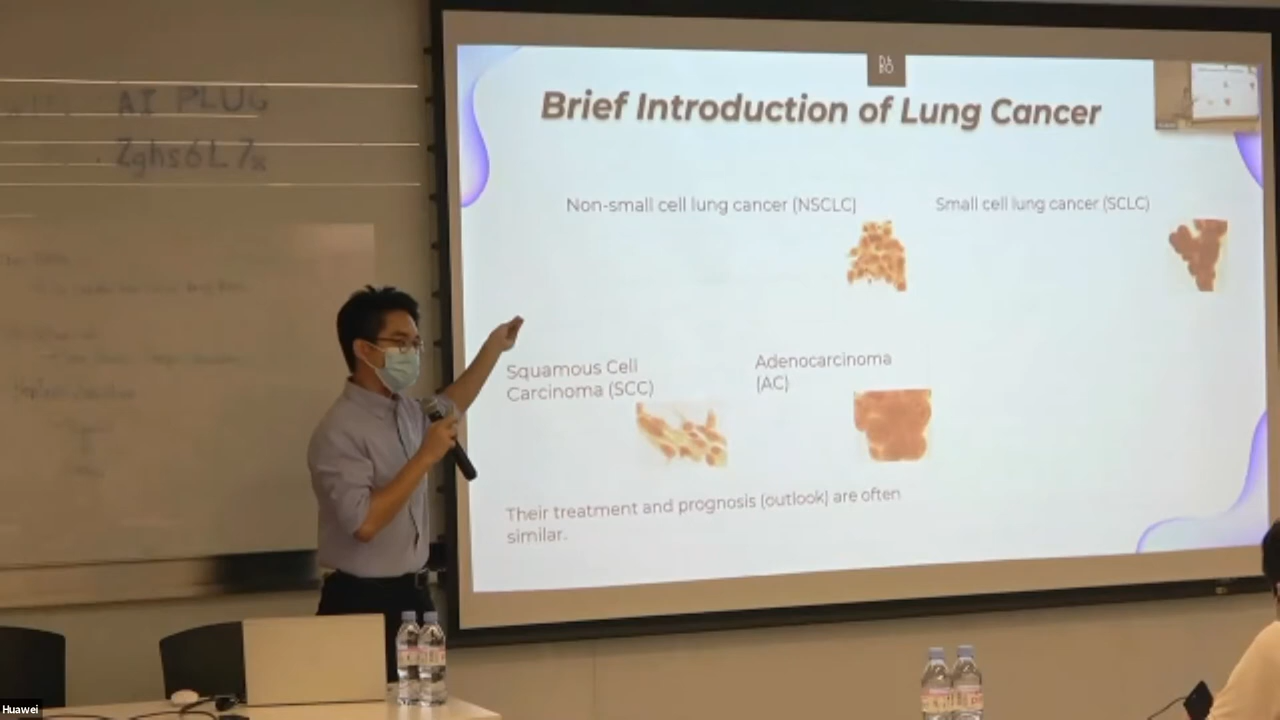 AI PLUG
Zghs6L7x
Brief Introduction of Lung Cancer
Non-small cell lung cancer (NSCLC)
Small cell lung cancer (SCLC)
Squamous Cell
Carcinoma (SCC)
Adenocarcinoma
(AC)
Their treatment and prognosis (outlook) are often
similar.
Huawei